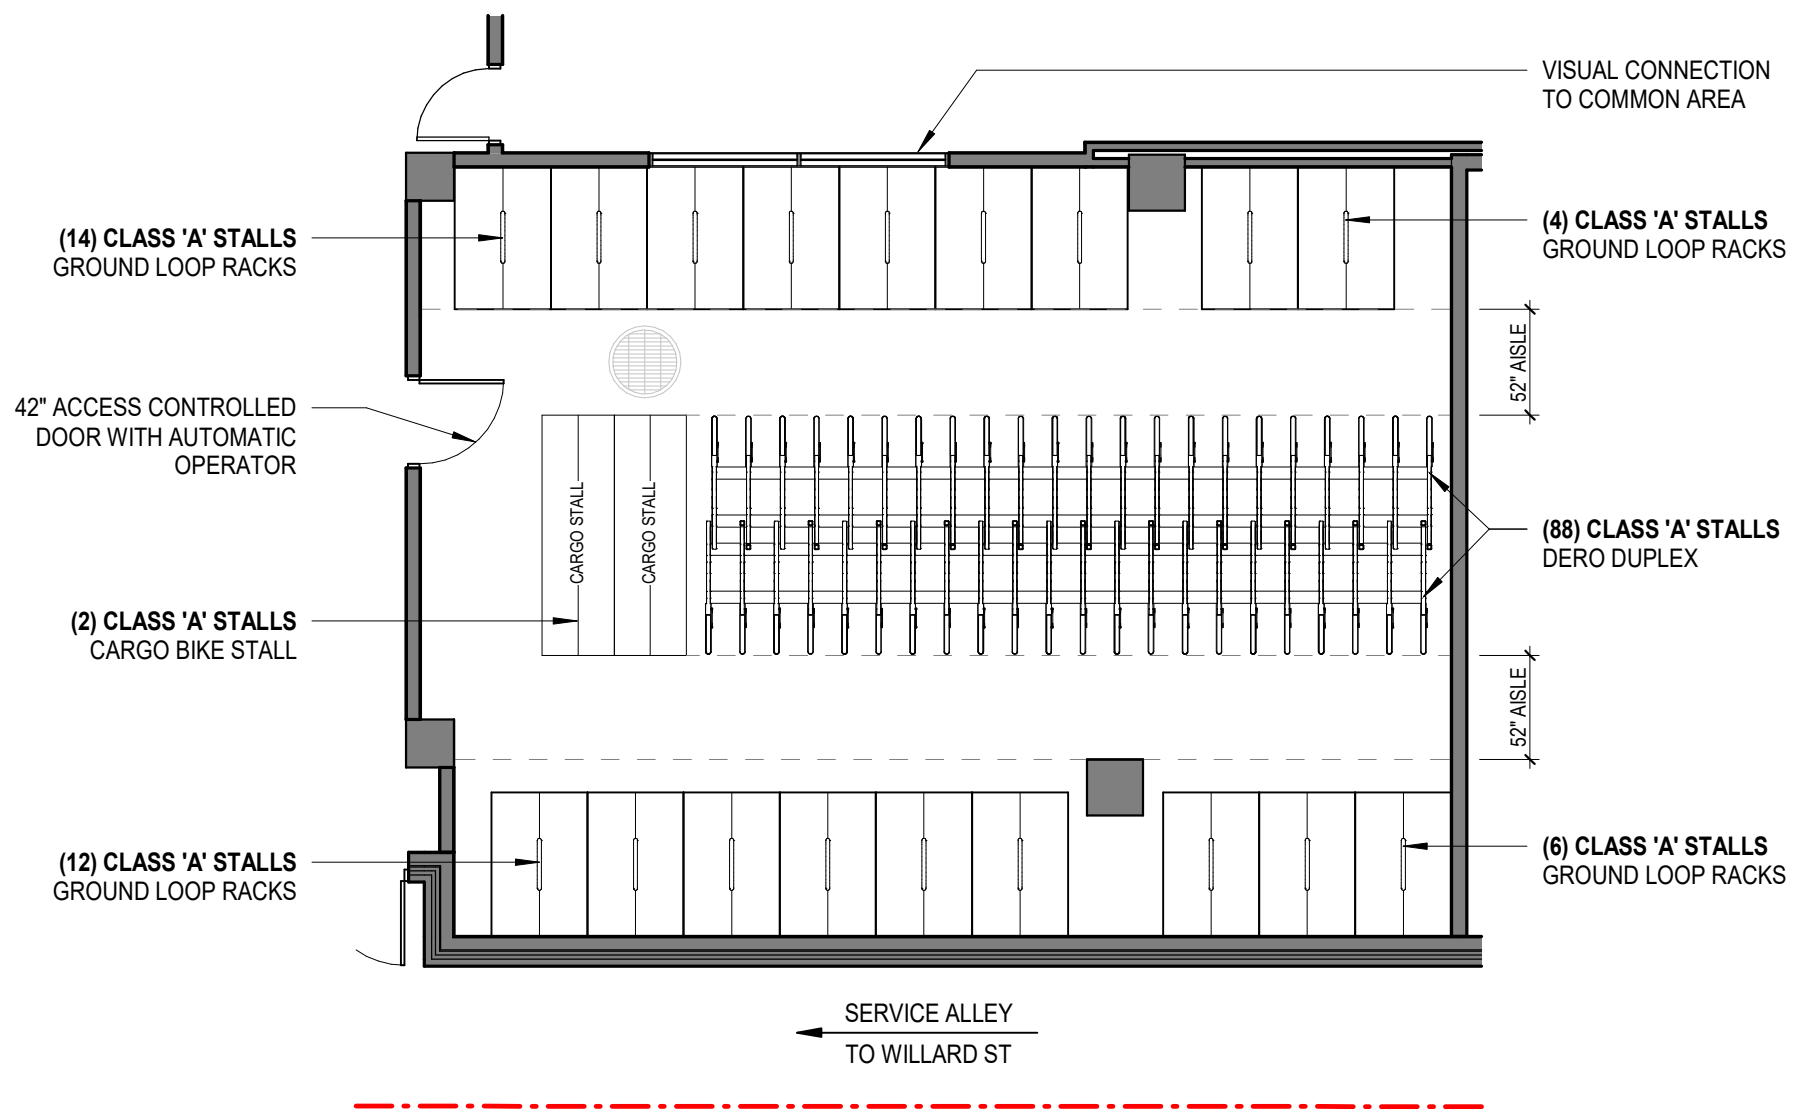 VISUAL CONNECTION
TO COMMON AREA
(14) CLASS 'A' STALLS
GROUND LOOP RACKS
(4) CLASS 'A' STALLS
GROUND LOOP RACKS
52" AISLE
42" ACCESS CONTROLLED
DOOR WITH AUTOMATIC
OPERATOR
CARGO STALL
CARGO STALL
(88) CLASS 'A' STALLS
DERO DUPLEX
(2) CLASS 'A' STALLS
CARGO BIKE STALL
52" AISLE
(12) CLASS 'A' STALLS
GROUND LOOP RACKS
(6) CLASS 'A' STALLS
GROUND LOOP RACKS
SERVICE ALLEY
TO WILLARD ST